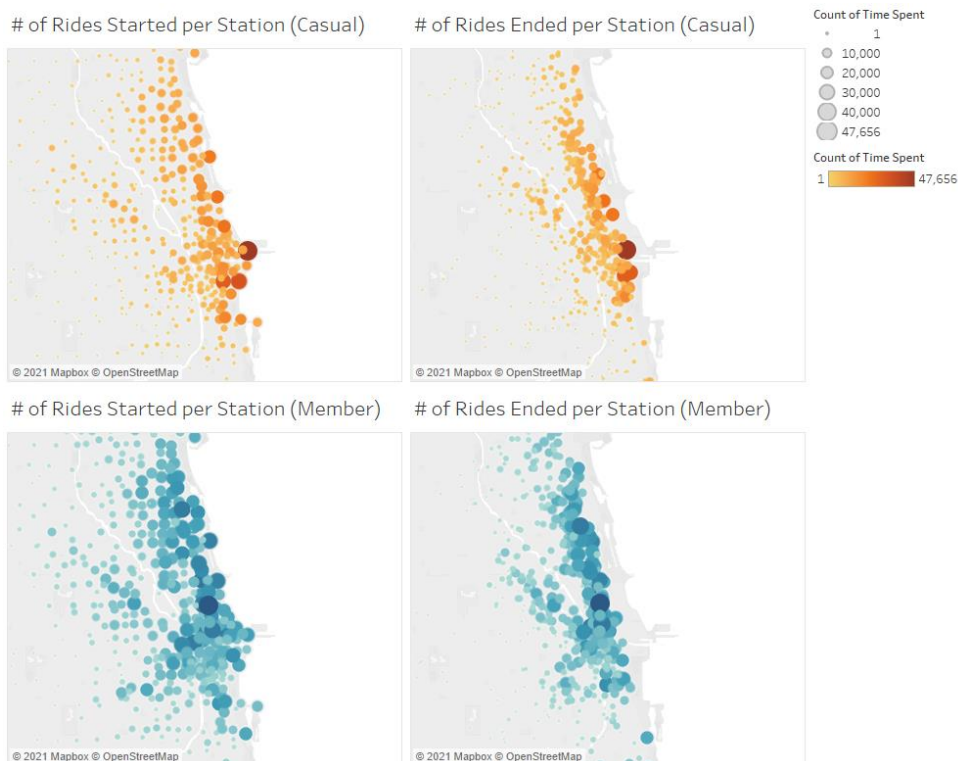 # of Rides Started per Station (Casual)
# of Rides Ended per Station (Casual)
Count of Time Spent
1
10,000
20,000
30,000
40,000
47,656
Count of Time Spent
1 47,656
© 2021 Mapbox © OpenStreetMap
© 2021 Mapbox © OpenStreetMap
# of Rides Started per Station (Member)
# of Rides Ended per Station (Member)
© 2021 Mapbox © OpenStreetMap
© 2021 Mapbox © OpenStreetMap